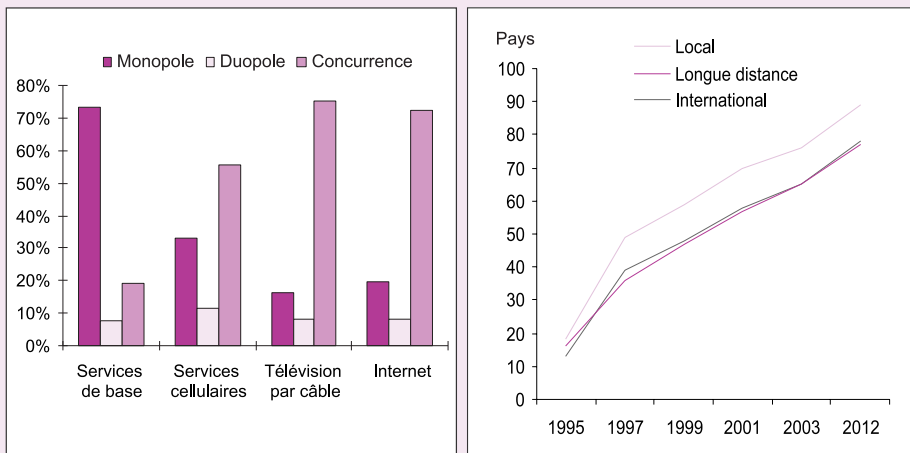 Monopole Duopole Concurrence
80%
70%
60%
50%
40%
30%
20%
10%
0%
Services de base
Services cellulaires
Télévision par câble
Internet
Pays
Local
Longue distance
International
100
90
80
70
60
50
40
30
20
10
0
1995 1997 1999 2001 2003 2012